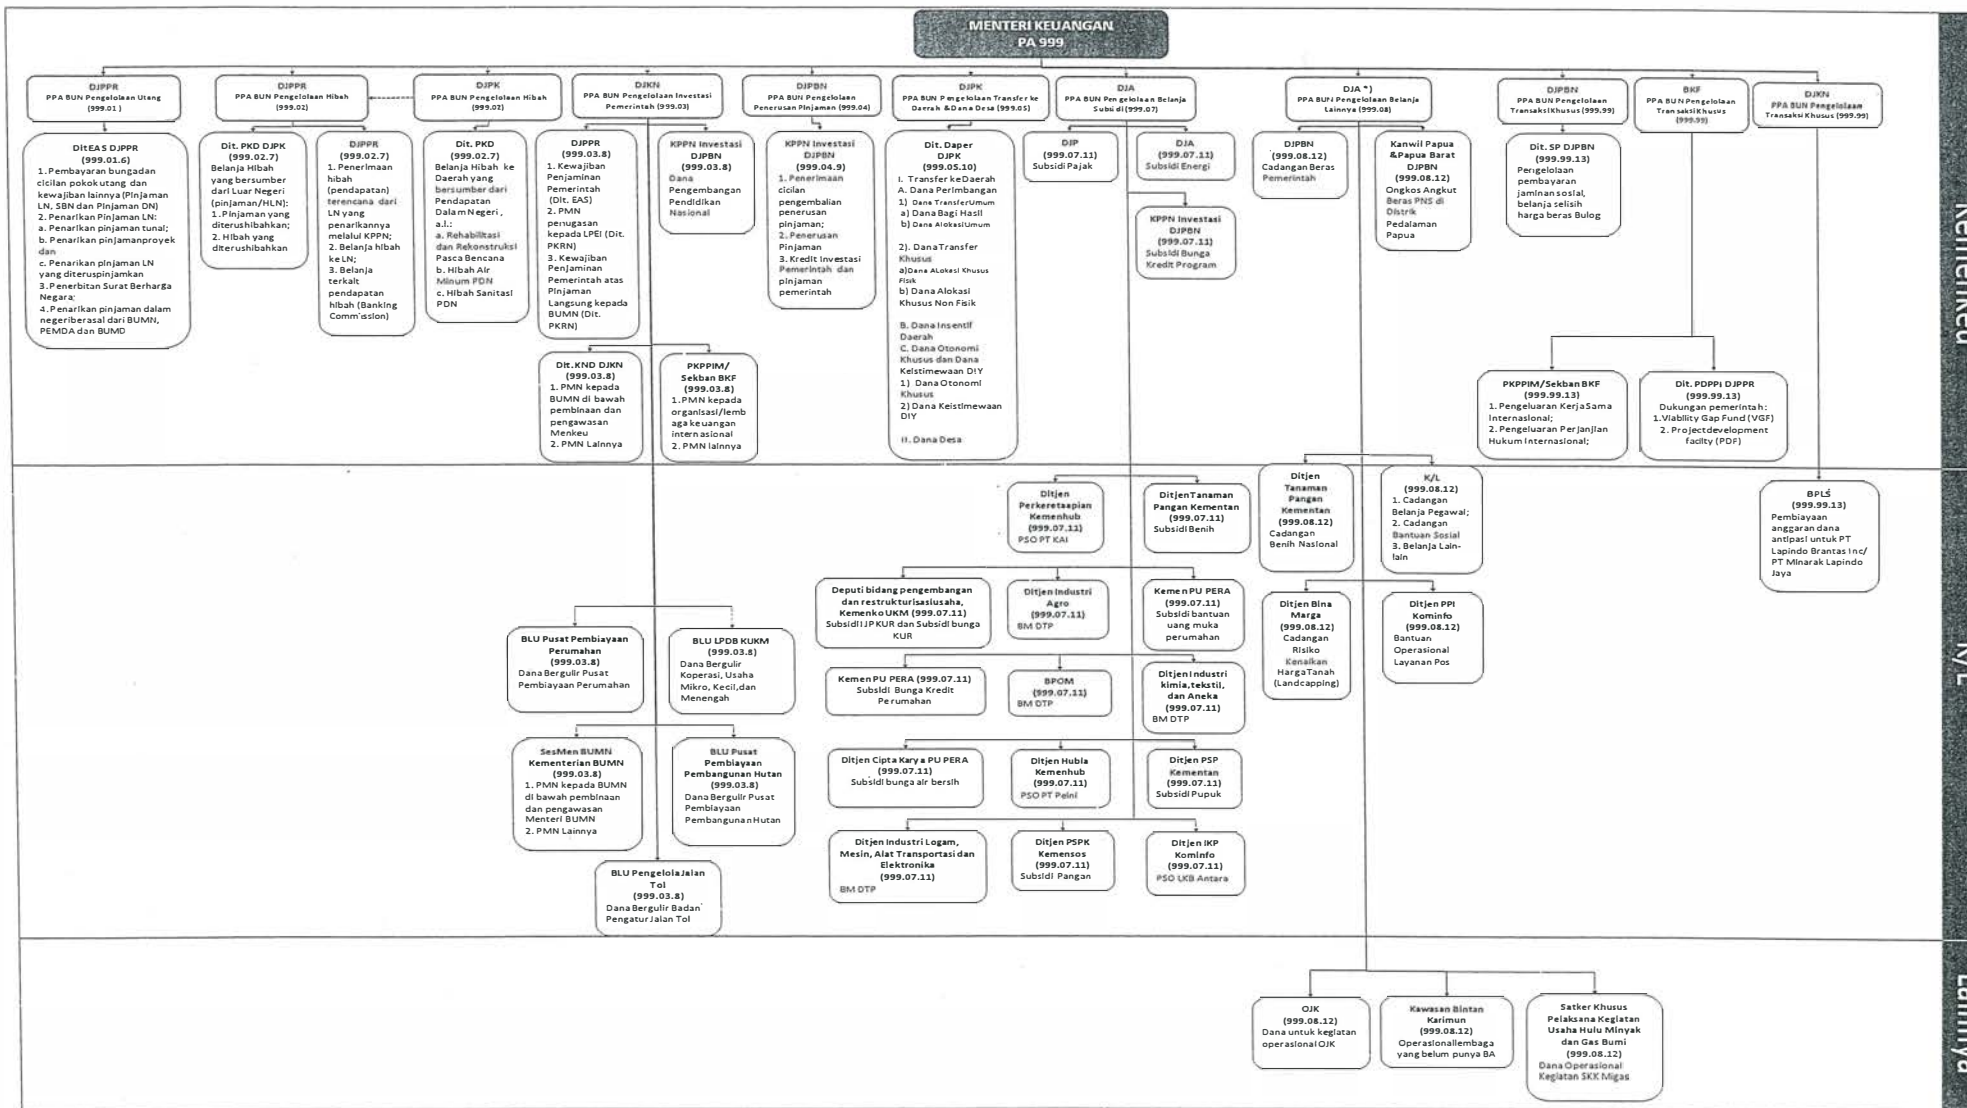 MENTERI KEUANGAN
PA 999
DJPPR
PPA BUN Pengelolaan Utang
(999.01 )
DJPPR
PPA BUN Pengelolaan Hibah
(999.02)
DJPK
PPA BUN Pengelolaan Hibah
(999.02)
DJKN
PPA BUN Pengelolaan Investasi
Pemerintah (999.03)
DJPBN
PPA BUN Pengelolaan
Penerusan Pinjaman (999.04)
DJPK
PPA BUN Pengelolaan Transfer ke
Daerah & Dana Desa (999.05)
DJA
PPA BUN Pengelolaan Belanja
Subsidi (999.07)
DJA *)
PPA BUN Pengelolaan Belanja
Lainnya (999.08)
DJPBN
PPA BUN Pengelolaan
Transaksi Khusus (999.99)
BKF
PPA BUN Pengelolaan
Transaksi Khusus
(999.99)
DJKN
PPA BUN Pengelolaan
Transaksi Khusus (999.99)
Dit EAS DJPPR
(999.01.6)
1. Pembayaran bunga dan
cicilan pokok utang dan
kewajiban lainnya (Pinjaman
LN, SBN dan Pinjaman DN)
2. Penarikan Pinjaman LN:
a. Penarikan pinjaman tunai;
b. Penarikan pinjaman proyek
dan
c. Penarikan pinjaman LN
yang diteruspinjamkan
3. Penerbitan Surat Berharga
Negara;
4. Penarikan pinjaman dalam
negeri berasal dari BUMN,
PEMDA dan BUMD
Dit. PKD DJPK
(999.02.7)
Belanja Hibah
yang bersumber
dari Luar Negeri
(pinjaman/HLN):
1. Pinjaman yang
diterushibahkan;
2. Hibah yang
diterushibahkan
DJPPR
(999.02.7)
1. Penerimaan
hibah
(pendapatan)
terencana dari
LN yang
penarikannya
melalui KPPN;
2. Belanja hibah
ke LN;
3. Belanja
terkait
pendapatan
hibah (Banking
Commission)
Dit. PKD
(999.02.7)
Belanja Hibah ke
Daerah yang
bersumber dari
Pendapatan
Dalam Negeri ,
a.l.:
a. Rehabilitasi
dan Rekonstruksi
Pasca Bencana
b. Hibah Air
Minum PDN
c. Hibah Sanitasi
PDN
DJPPR
(999.03.8)
1. Kewajiban
Penjaminan
Pemerintah
(Dit. EAS)
2. PMN
penugasan
kepada LPEI (Dit.
PKRN)
3. Kewajiban
Penjaminan
Pemerintah atas
Pinjaman
Langsung kepada
BUMN (Dit.
PKRN)
KPPN Investasi
DJPBN
(999.03.8)
Dana
Pengembangan
Pendidikan
Nasional
KPPN Investasi
DJPBN
(999.04.9)
1. Penerimaan
cicilan
pengembalian
penerusan
pinjaman;
2. Penerusan
Pinjaman
3. Kredit Investasi
Pemerintah dan
pinjaman
pemerintah
Dit. Daper
DJPK
(999.05.10)
I. Transfer ke Daerah
A. Dana Perimbangan
1) Dana Transfer Umum
a) Dana Bagi Hasil
b) Dana Alokasi Umum
2). Dana Transfer
Khusus
a) Dana ALokasi Khusus
Fisik
b) Dana Alokasi
Khusus Non Fisik
B. Dana Insentif
Daerah
C. Dana Otonomi
Khusus dan Dana
Keistimewaan DIY
1) Dana Otonomi
Khusus
2) Dana Keistimewaan
DIY
II. Dana Desa
DJP
(999.07.11)
Subsidi Pajak
DJA
(999.07.11)
Subsidi Energi
KPPN Investasi
DJPBN
(999.07.11)
Subsidi Bunga
Kredit Program
DJPBN
(999.08.12)
Cadangan Beras
Pemerintah
Kanwil Papua
&Papua Barat
DJPBN
(999.08.12)
Ongkos Angkut
Beras PNS di
Distrik
Pedalaman
Papua
Dit. SP DJPBN
(999.99.13)
Pengelolaan
pembayaran
jaminan sosial,
belanja selisih
harga beras Bulog
Dit. KND DJKN
(999.03.8)
1. PMN kepada
BUMN di bawah
pembinaan dan
pengawasan
Menkeu
2. PMN Lainnya
PKPPIM/
Sekban BKF
(999.03.8)
1. PMN kepada
organisasi/lemb
aga keuangan
internasional
2. PMN lainnya
PKPPIM/Sekban BKF
(999.99.13)
1. Pengeluaran Kerja Sama
Internasional;
2. Pengeluaran Perjanjian
Hukum Internasional;
Dit. PDPPI DJPPR
(999.99.13)
Dukungan pemerintah:
1. Viability Gap Fund (VGF)
2. Project development
facilty (PDF)
Kemenkeu
Ditjen
Perkeretaapian
Kemenhub
(999.07.11)
PSO PT KAI
Ditjen Tanaman
Pangan Kementan
(999.07.11)
Subsidi Benih
Ditjen
Tanaman
Pangan
Kementan
(999.08.12)
Cadangan
Benih Nasional
K/L
(999.08.12)
1. Cadangan
Belanja Pegawai;
2. Cadangan
Bantuan Sosial
3. Belanja Lain-
lain
BPLS
(999.99.13)
Pembiayaan
anggaran dana
antipasi untuk PT
Lapindo Brantas Inc/
PT Minarak Lapindo
Jaya
Deputi bidang pengembangan
dan restrukturisasi usaha,
Kemenko UKM (999.07.11)
Subsidi IJP KUR dan Subsidi bunga
KUR
Ditjen Industri
Agro
(999.07.11)
BM DTP
Kemen PU PERA
(999.07.11)
Subsidi bantuan
uang muka
perumahan
Ditjen Bina
Marga
(999.08.12)
Cadangan
Risiko
Kenaikan
Harga Tanah
(Landcapping)
Ditjen PPI
Kominfo
(999.08.12)
Bantuan
Operasional
Layanan Pos
BLU Pusat Pembiayaan
Perumahan
(999.03.8)
Dana Bergulir Pusat
Pembiayaan Perumahan
BLU LPDB KUKM
(999.03.8)
Dana Bergulir
Koperasi, Usaha
Mikro, Kecil, dan
Menengah
Kemen PU PERA (999.07.11)
Subsidi Bunga Kredit
Perumahan
BPOM
(999.07.11)
BM DTP
Ditjen Industri
kimia, tekstil,
dan Aneka
(999.07.11)
BM DTP
K/L
SesMen BUMN
Kementerian BUMN
(999.03.8)
1. PMN kepada BUMN
di bawah pembinaan
dan pengawasan
Menteri BUMN
2. PMN Lainnya
BLU Pusat
Pembiayaan
Pembangunan Hutan
(999.03.8)
Dana Bergulir Pusat
Pembiayaan
Pembangunan Hutan
Ditjen Cipta Karya PU PERA
(999.07.11)
Subsidi bunga air bersih
Ditjen Hubla
Kemenhub
(999.07.11)
PSO PT Pelni
Ditjen PSP
Kementan
(999.07.11)
Subsidi Pupuk
Ditjen Industri Logam,
Mesin, Alat Transportasi dan
Elektronika
(999.07.11)
BM DTP
Ditjen PSPK
Kemensos
(999.07.11)
Subsidi Pangan
Ditjen IKP
Kominfo
(999.07.11)
PSO LKB Antara
BLU Pengelola Jalan
Tol
(999.03.8)
Dana Bergulir Badan
Pengatur Jalan Tol
OJK
(999.08.12)
Dana untuk kegiatan
operasional OJK
Kawasan Bintan
Karimun
(999.08.12)
Operasional lembaga
yang belum punya BA
Satker Khusus
Pelaksana Kegiatan
Usaha Hulu Minyak
dan Gas Bumi
(999.08.12)
Dana Operasional
Kegiatan SKK Migas
Lainnya